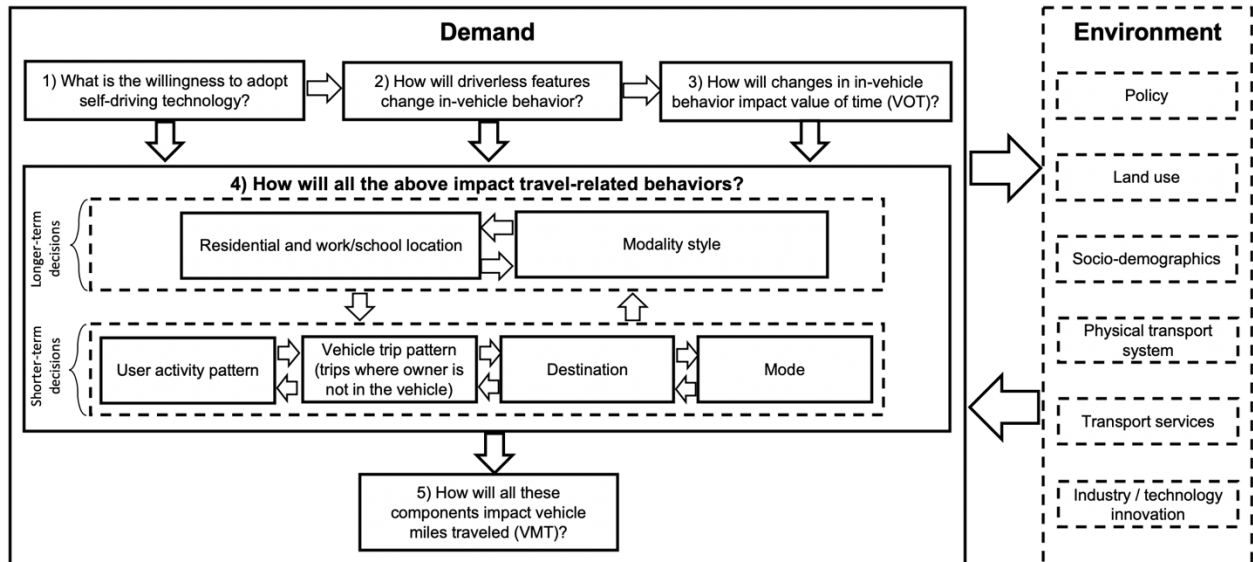 Demand
1) What is the willingness to adopt
self-driving technology?
2) How will driverless features
change in-vehicle behavior?
3) How will changes in in-vehicle
behavior impact value of time (VOT)?
4) How will all the above impact travel-related behaviors?
Longer-term
decisions
Residential and work/school location
Modality style
Shorter-term
decisions
User activity pattern
Vehicle trip pattern
(trips where owner is
not in the vehicle)
Destination
Mode
5) How will all these
components impact vehicle
miles traveled (VMT)?
Environment
Policy
Land use
Socio-demographics
Physical transport
system
Transport services
Industry / technology
innovation